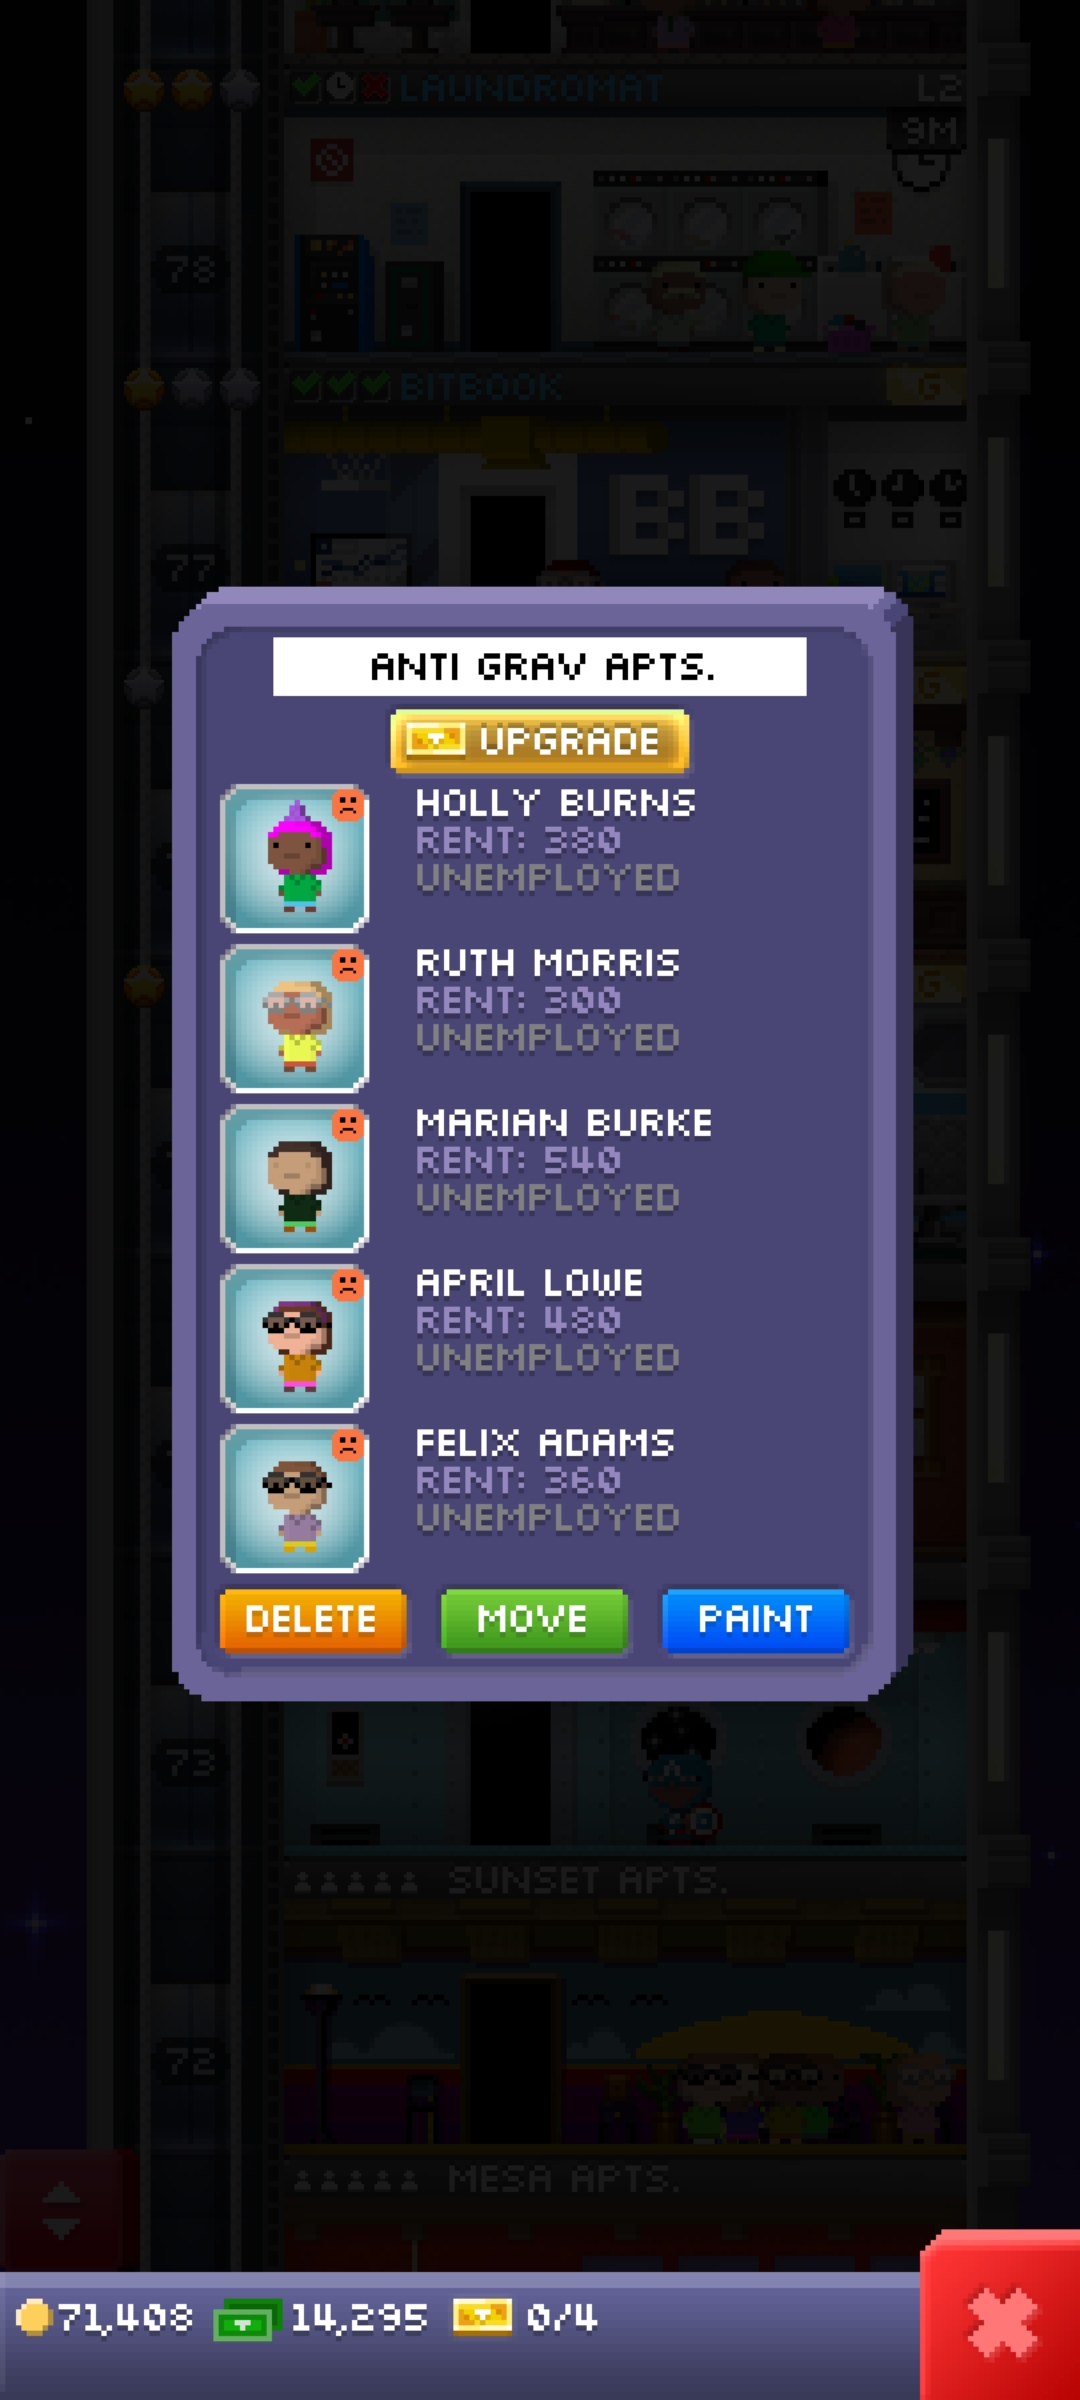 LAUNDROMAT L2
9M
78
BITBOOK G
BB
77
G
ANTI GRAV APTS.
UPGRADE
HOLLY BURNS
RENT: 380
UNEMPLOYED
RUTH MORRIS
RENT: 300
UNEMPLOYED
G
MARIAN BURKE
RENT: 540
UNEMPLOYED
APRIL LOWE
RENT: 480
UNEMPLOYED
FELIX ADAMS
RENT: 360
UNEMPLOYED
DELETE MOVE PAINT
73
SUNSET APTS.
72
MESA APTS.
71,408 14,295 0/4